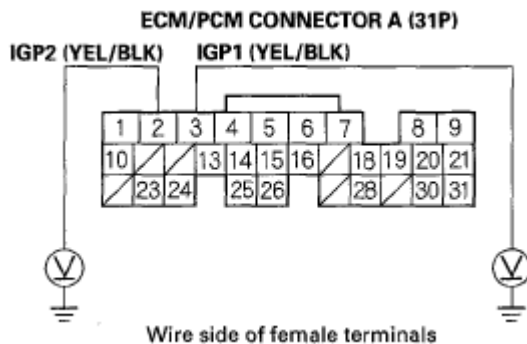 ECM/PCM CONNECTOR A (31P)
IGP2 (YEL/BLK) IGP1 (YEL/BLK)
1 2 3 4 5 6 7 8 9
10 13 14 15 16 18 19 20 21
23 24 25 26 28 30 31
V V
Wire side of female terminals